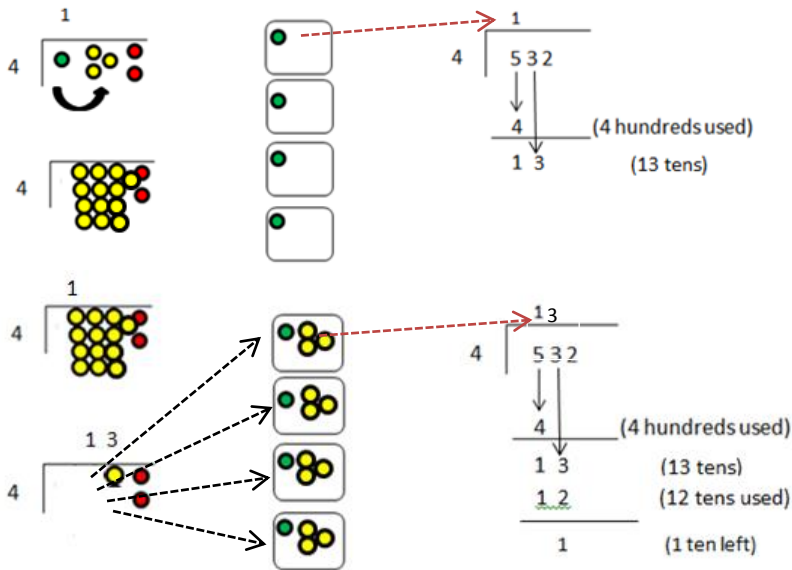 1
4
4
1
4
5 3 2
4 (4 hundreds used)
1 3 (13 tens)
1
4
1 3
4
1 3
4
5 3 2
4 (4 hundreds used)
1 3 (13 tens)
1 2 (12 tens used)
1 (1 ten left)